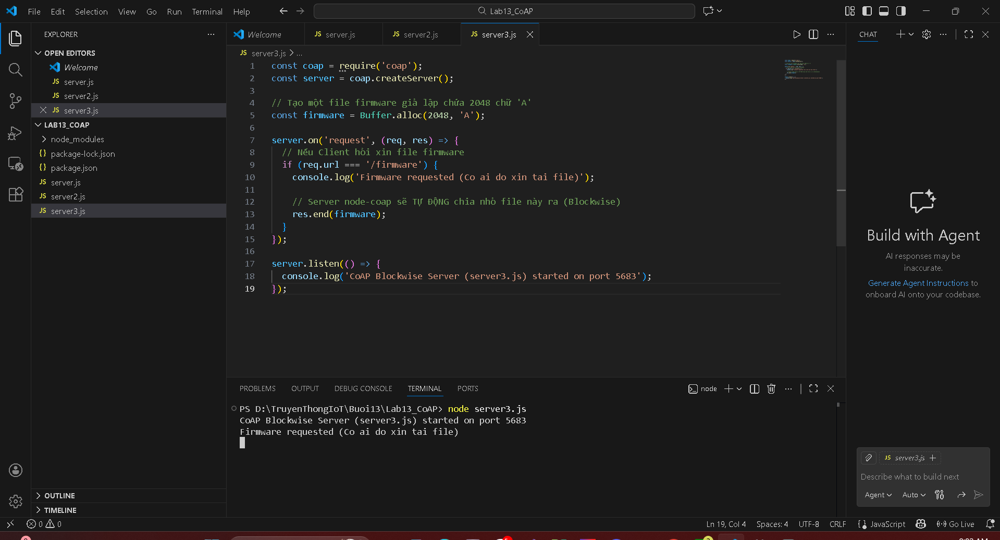 File Edit Selection View Go Run Terminal Help
Lab13_CoAP
EXPLORER
OPEN EDITORS
Welcome
server.js
server2.js
server3.js
LAB13_COAP
node_modules
package-lock.json
package.json
server.js
server2.js
server3.js
OUTLINE
TIMELINE
Welcome
JS server.js
JS server2.js
JS server3.js
JS server3.js > ...
1 const coap = require('coap');
2 const server = coap.createServer();
3
4 // Tạo một file firmware giả lập chứa 2048 chữ 'A'
5 const firmware = Buffer.alloc(2048, 'A');
6
7 server.on('request', (req, res) => {
8 // Nếu Client hỏi xin file firmware
9 if (req.url === '/firmware') {
10 console.log('Firmware requested (Co ai do xin tai file)');
11
12 // Server node-coap sẽ TỰ ĐỘNG chia nhỏ file này ra (Blockwise)
13 res.end(firmware);
14 }
15 });
16
17 server.listen(() => {
18 console.log('CoAP Blockwise Server (server3.js) started on port 5683');
19 });
PROBLEMS OUTPUT DEBUG CONSOLE TERMINAL PORTS
node
PS D:\TruyenThongIoT\Buoi13\Lab13_CoAP> node server3.js
CoAP Blockwise Server (server3.js) started on port 5683
Firmware requested (Co ai do xin tai file)
CHAT
Build with Agent
AI responses may be
inaccurate.
Generate Agent Instructions to
onboard AI onto your codebase.
JS server3.js
Describe what to build next
Agent Auto
0 0
Ln 19, Col 4 Spaces: 4 UTF-8 CRLF JavaScript Go Live